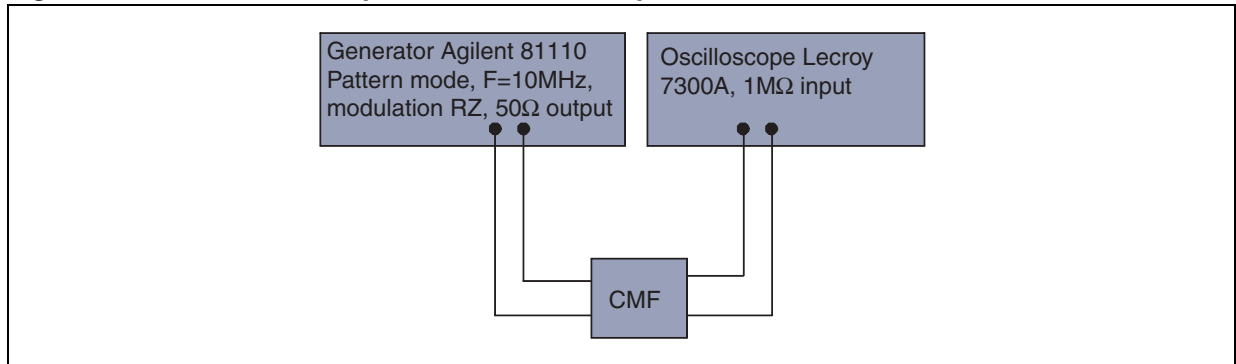 Generator Agilent 81110
Pattern mode, F=10MHz,
modulation RZ, 50Ω output
Oscilloscope Lecroy
7300A, 1MΩ input
CMF